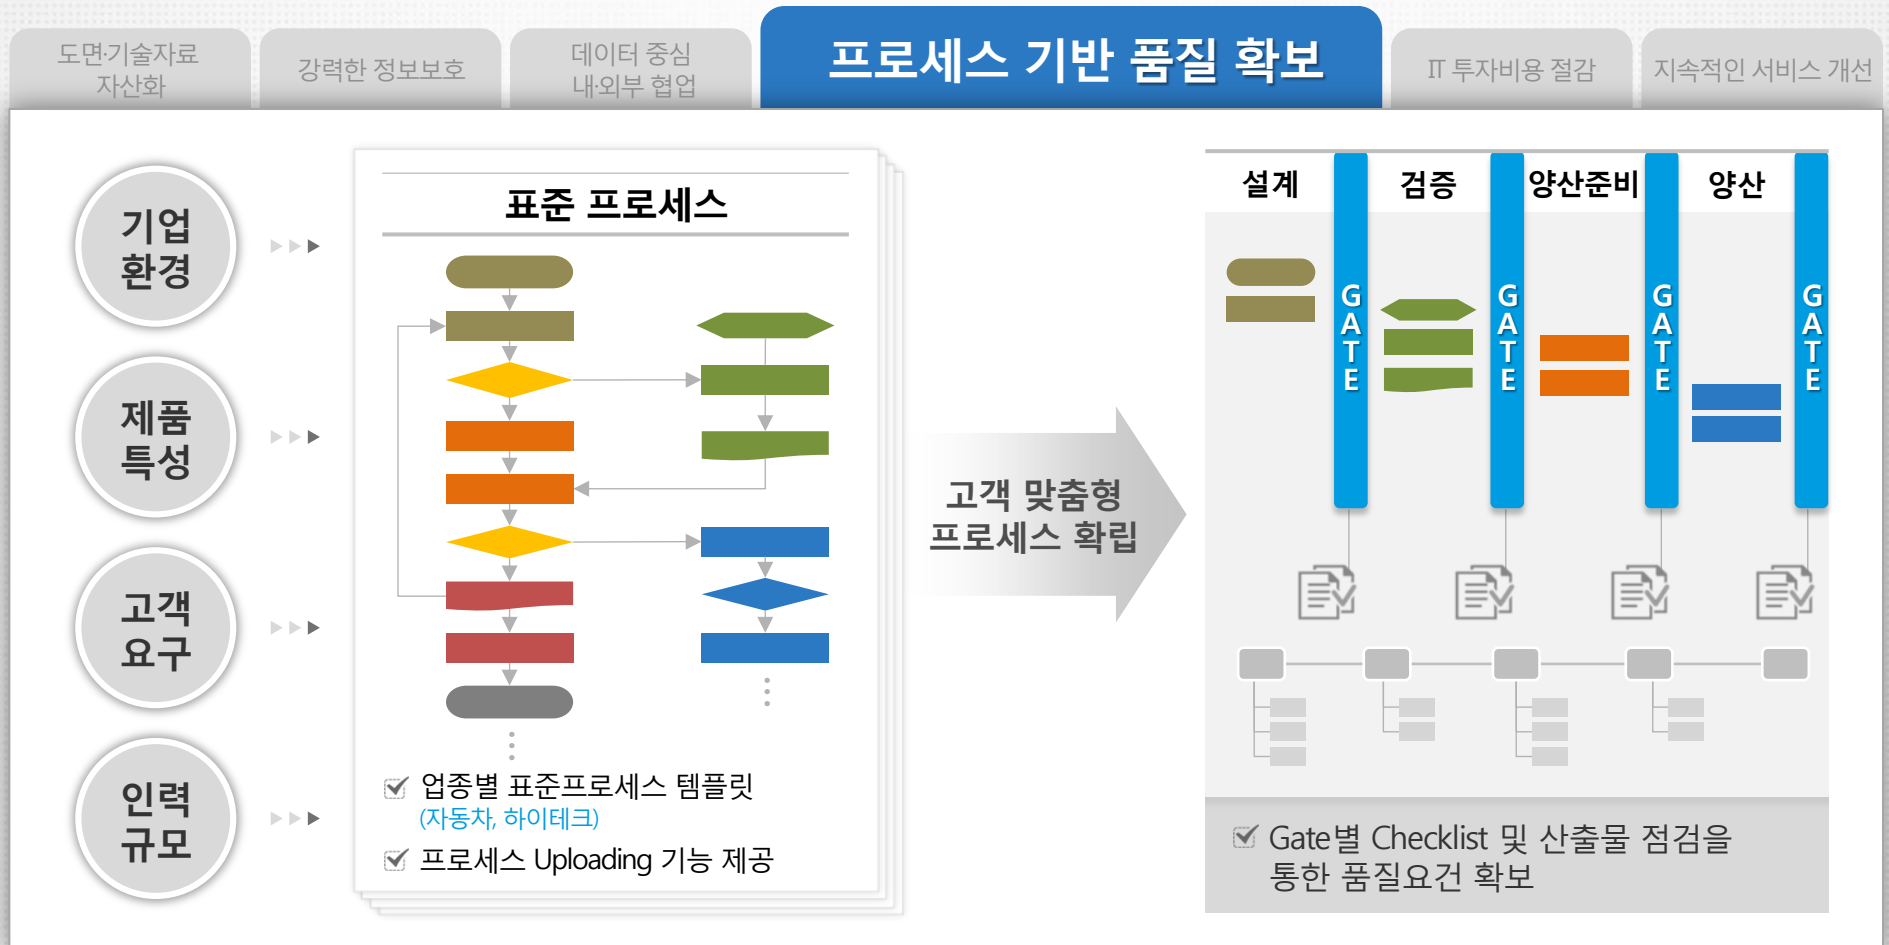 도면·기술자료
자산화
강력한 정보보호
데이터 중심
내·외부 협업
프로세스 기반 품질 확보
IT 투자비용 절감
지속적인 서비스 개선
기업
환경
제품
특성
고객
요구
인력
규모
표준 프로세스
업종별 표준프로세스 템플릿
(자동차, 하이테크)
프로세스 Uploading 기능 제공
고객 맞춤형
프로세스 확립
설계
검증
양산준비
양산
GATE
GATE
GATE
GATE
Gate별 Checklist 및 산출물 점검을
통한 품질요건 확보